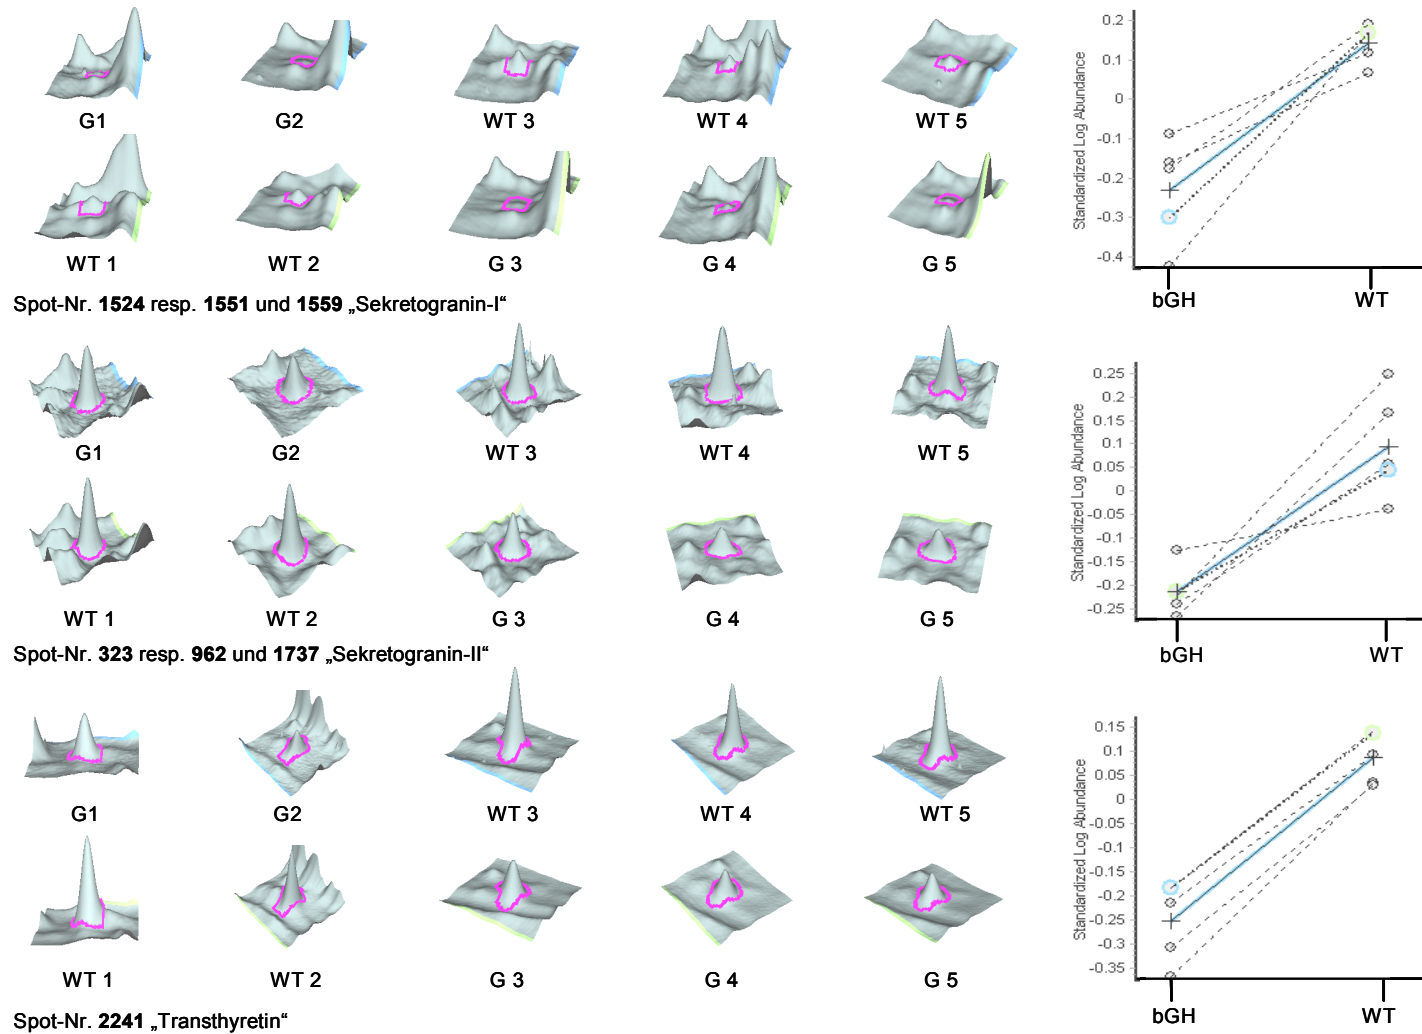 G1 G2 WT 3 WT 4 WT 5
WT 1 WT 2 G 3 G 4 G 5
Spot-Nr. 1524 resp. 1551 und 1559 „Sekretogranin-I“
Standardized Log Abundance
0.2
0.1
0
-0.1
-0.2
-0.3
-0.4
bGH WT
G1 G2 WT 3 WT 4 WT 5
WT 1 WT 2 G 3 G 4 G 5
Spot-Nr. 323 resp. 962 und 1737 „Sekretogranin-II“
Standardized Log Abundance
0.25
0.2
0.15
0.1
0.05
0
-0.05
-0.1
-0.15
-0.2
-0.25
bGH WT
G1 G2 WT 3 WT 4 WT 5
WT 1 WT 2 G 3 G 4 G 5
Spot-Nr. 2241 „Transthyretin“
Standardized Log Abundance
0.15
0.1
0.05
0
-0.05
-0.1
-0.15
-0.2
-0.25
-0.3
-0.35
bGH WT